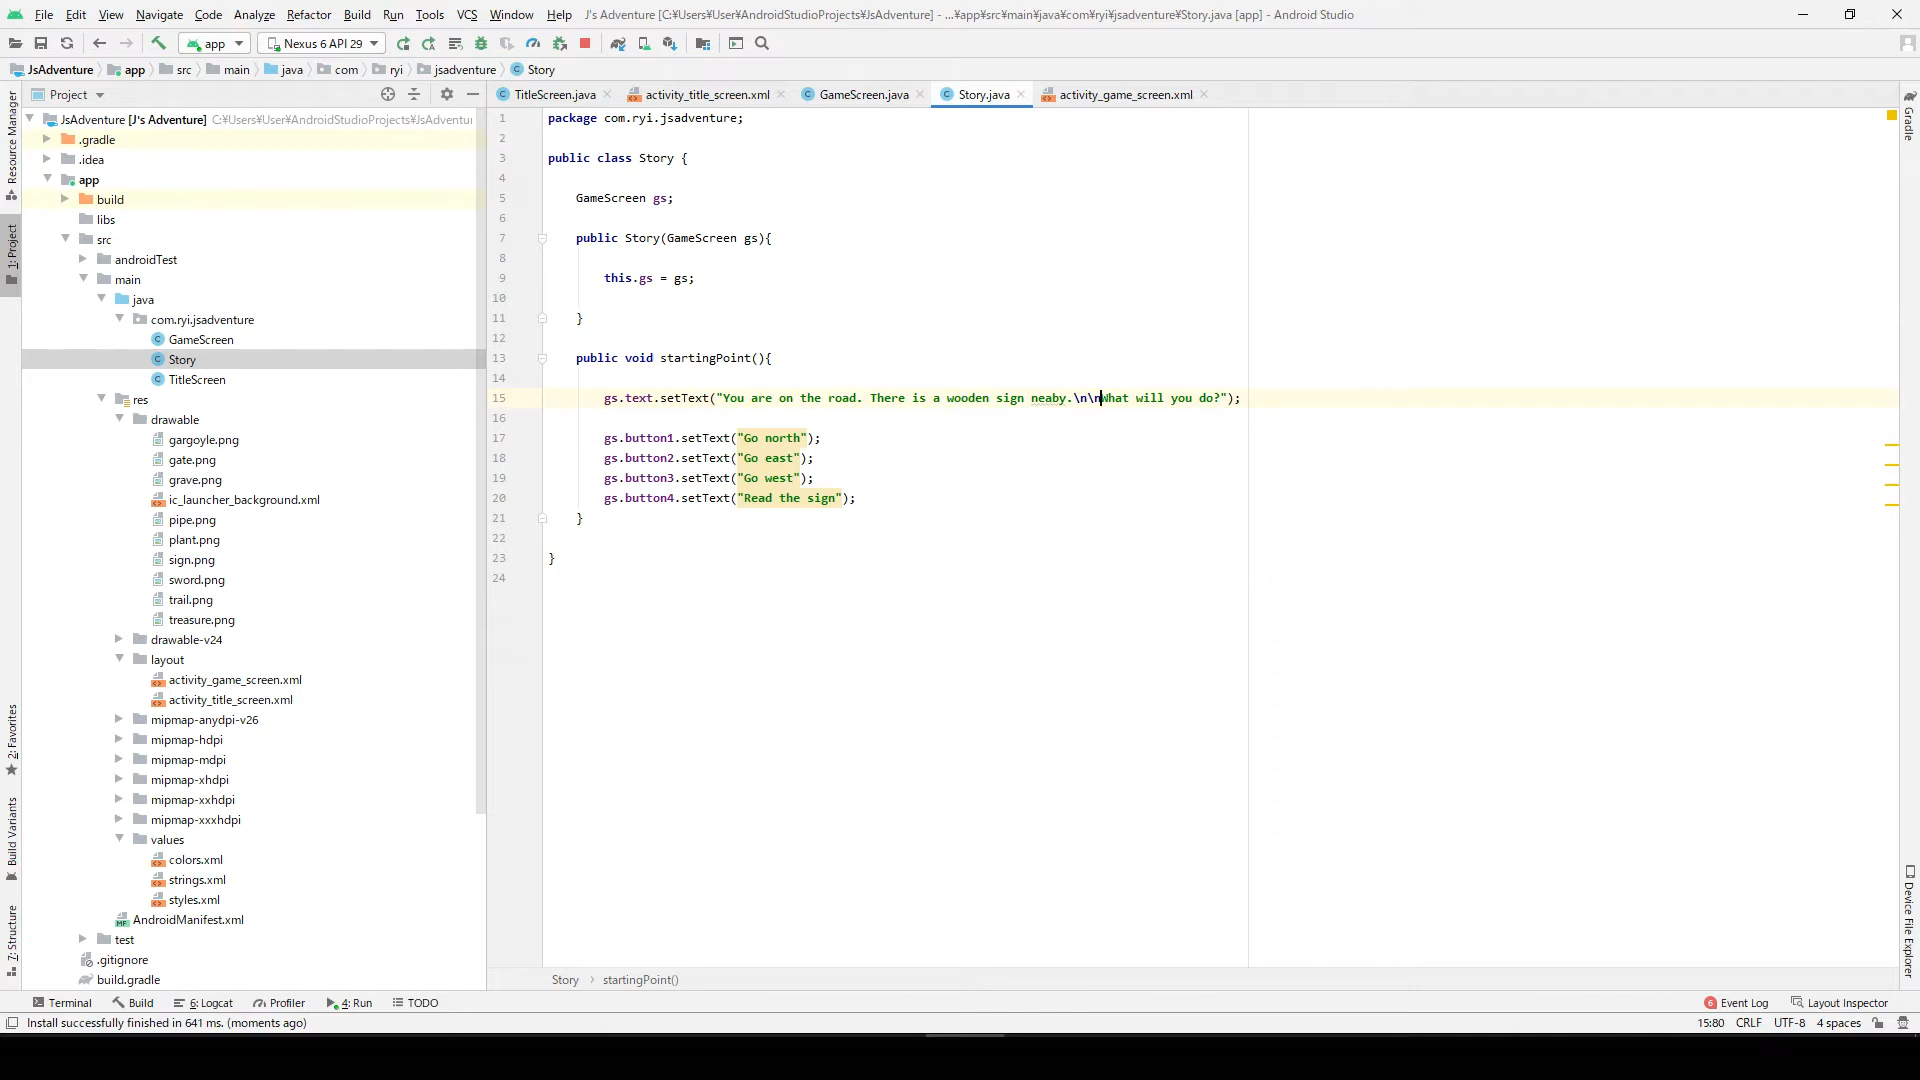 File Edit View Navigate Code Analyze Refactor Build Run Tools VCS Window Help J's Adventure [C:¥Users¥User¥AndroidStudioProjects¥JsAdventure] - ...¥app¥src¥main¥java¥com¥ryi¥jsadventure¥Story.java [app] - Android Studio
app Nexus 6 API 29
JsAdventure app src main java com ryi jsadventure Story
Project TitleScreen.java activity_title_screen.xml GameScreen.java Story.java activity_game_screen.xml
Resource Manager
1: Project
2: Favorites
Build Variants
7: Structure
JsAdventure [J's Adventure] C:¥Users¥User¥AndroidStudioProjects¥JsAdventu
.gradle
.idea
app
build
libs
src
androidTest
main
java
com.ryi.jsadventure
GameScreen
Story
TitleScreen
res
drawable
gargoyle.png
gate.png
grave.png
ic_launcher_background.xml
pipe.png
plant.png
sign.png
sword.png
trail.png
treasure.png
drawable-v24
layout
activity_game_screen.xml
activity_title_screen.xml
mipmap-anydpi-v26
mipmap-hdpi
mipmap-mdpi
mipmap-xhdpi
mipmap-xxhdpi
mipmap-xxxhdpi
values
colors.xml
strings.xml
styles.xml
AndroidManifest.xml
test
.gitignore
build.gradle
1 package com.ryi.jsadventure;
2
3 public class Story {
4
5 GameScreen gs;
6
7 public Story(GameScreen gs){
8
9 this.gs = gs;
10
11 }
12
13 public void startingPoint(){
14
15 gs.text.setText("You are on the road. There is a wooden sign neaby.\n\nWhat will you do?");
16
17 gs.button1.setText("Go north");
18 gs.button2.setText("Go east");
19 gs.button3.setText("Go west");
20 gs.button4.setText("Read the sign");
21 }
22
23 }
24
Gradle
Device File Explorer
Story › startingPoint()
Terminal Build 6: Logcat Profiler 4: Run TODO 6 Event Log Layout Inspector
Install successfully finished in 641 ms. (moments ago) 15:80 CRLF UTF-8 4 spaces